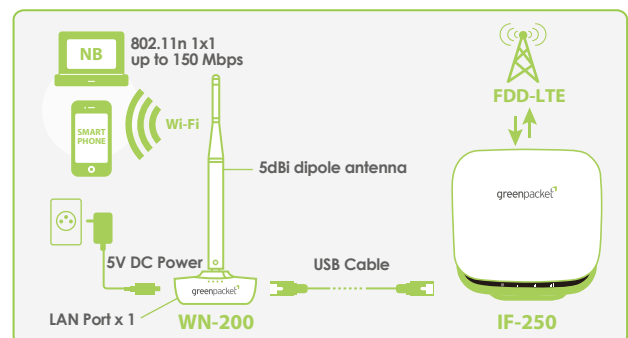 NB
802.11n 1x1
up to 150 Mbps
SMART
PHONE
Wi-Fi
FDD-LTE
5dBi dipole antenna
greenpacket
5V DC Power
USB Cable
greenpacket
LAN Port x 1
WN-200
IF-250